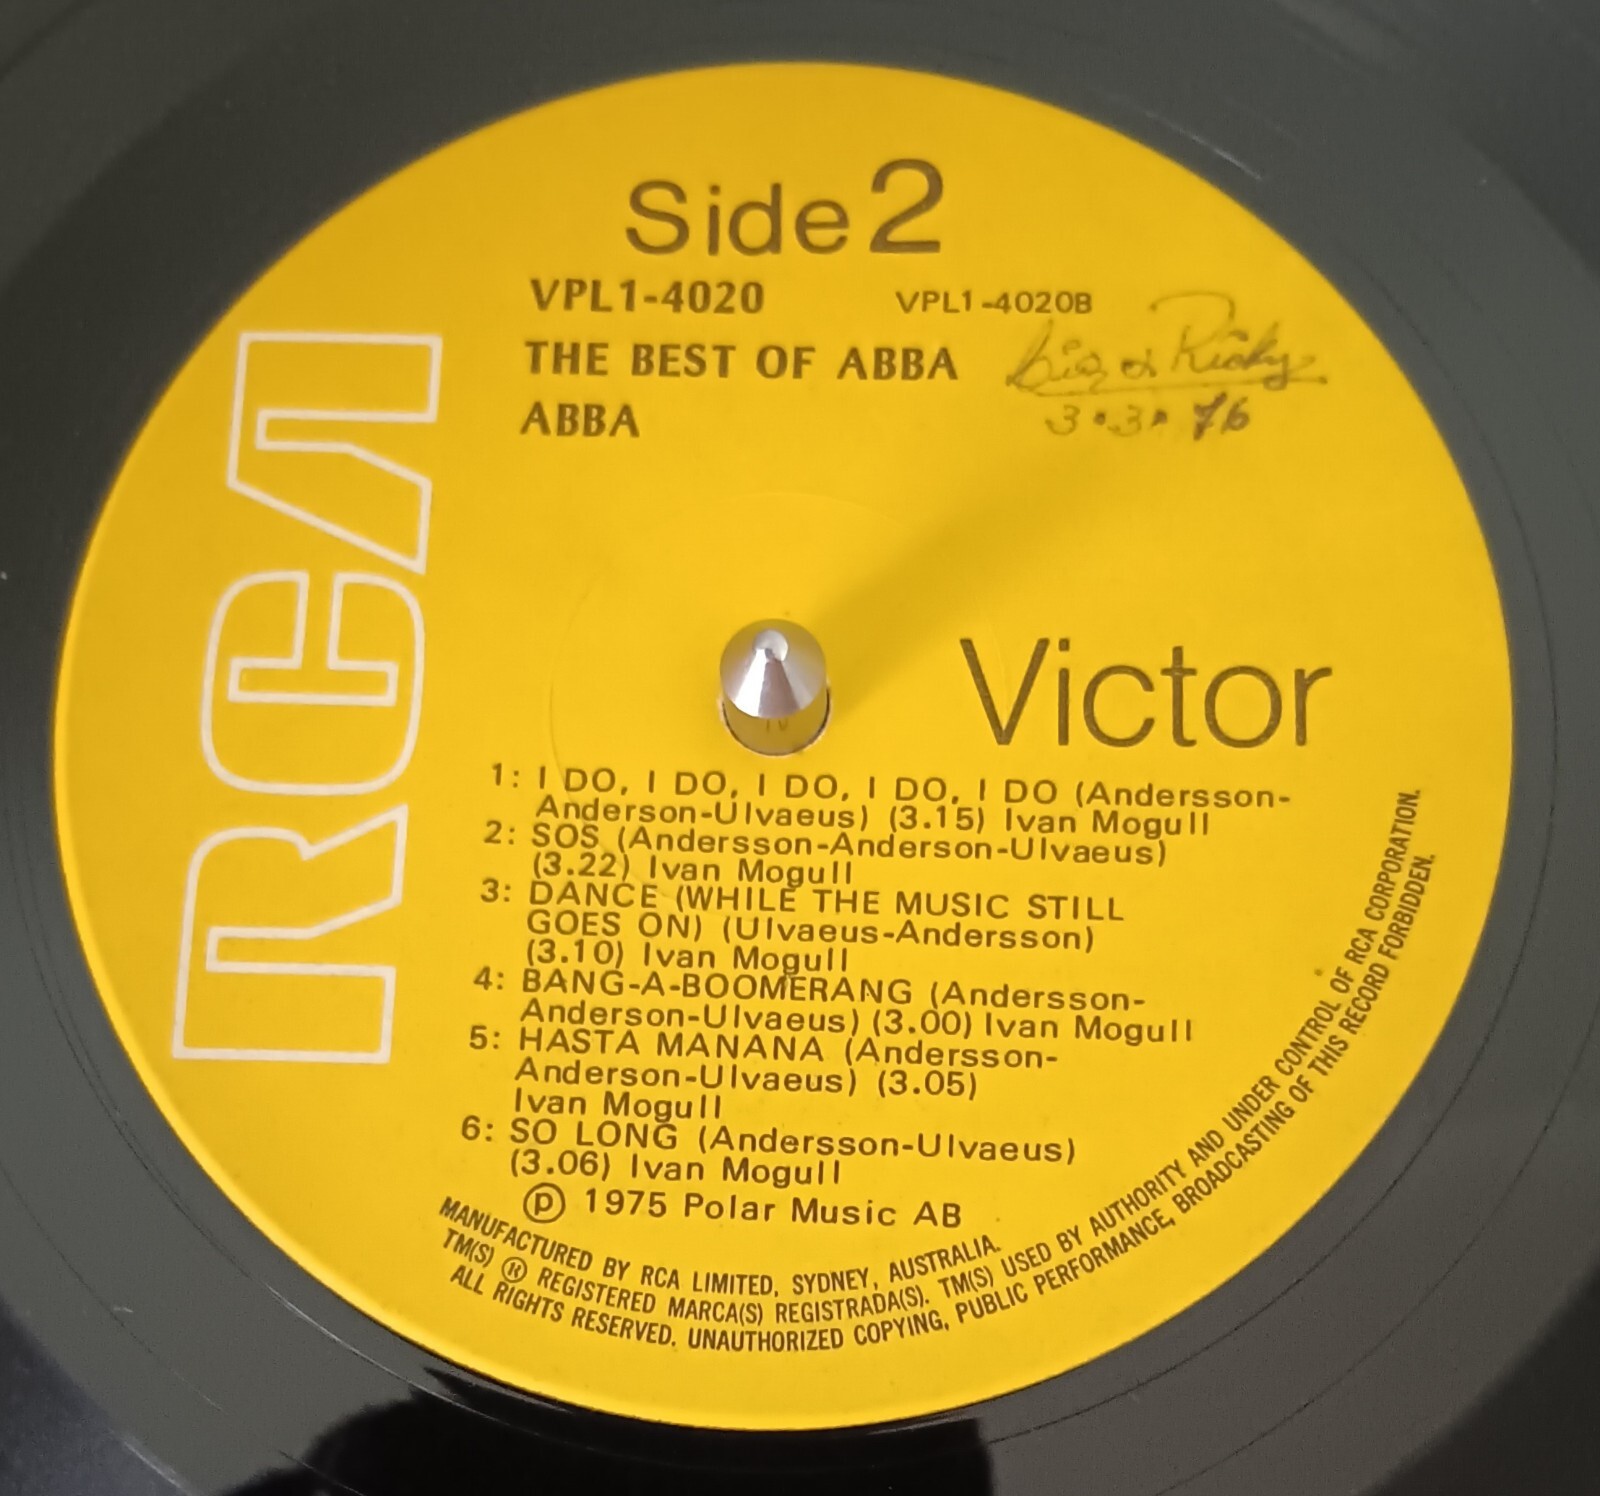 Side 2
VPL1-4020 VPL1-4020B
THE BEST OF ABBA
ABBA
& Ricky
3.3.76
RCA
Victor
1: I DO, I DO, I DO, I DO, I DO (Andersson-
Anderson-Ulvaeus) (3.15) Ivan Mogull
2: SOS (Andersson-Anderson-Ulvaeus)
(3.22) Ivan Mogull
3: DANCE (WHILE THE MUSIC STILL
GOES ON) (Ulvaeus-Andersson)
(3.10) Ivan Mogull
4: BANG-A-BOOMERANG (Andersson-
Anderson-Ulvaeus) (3.00) Ivan Mogull
5: HASTA MANANA (Andersson-
Anderson-Ulvaeus) (3.05)
Ivan Mogull
6: SO LONG (Andersson-Ulvaeus)
(3.06) Ivan Mogull
℗ 1975 Polar Music AB
MANUFACTURED BY RCA LIMITED, SYDNEY, AUSTRALIA.
TM(S) ® REGISTERED MARCA(S) REGISTRADA(S). TM(S) USED BY AUTHORITY AND UNDER CONTROL OF RCA CORPORATION.
ALL RIGHTS RESERVED. UNAUTHORIZED COPYING, PUBLIC PERFORMANCE, BROADCASTING OF THIS RECORD FORBIDDEN.